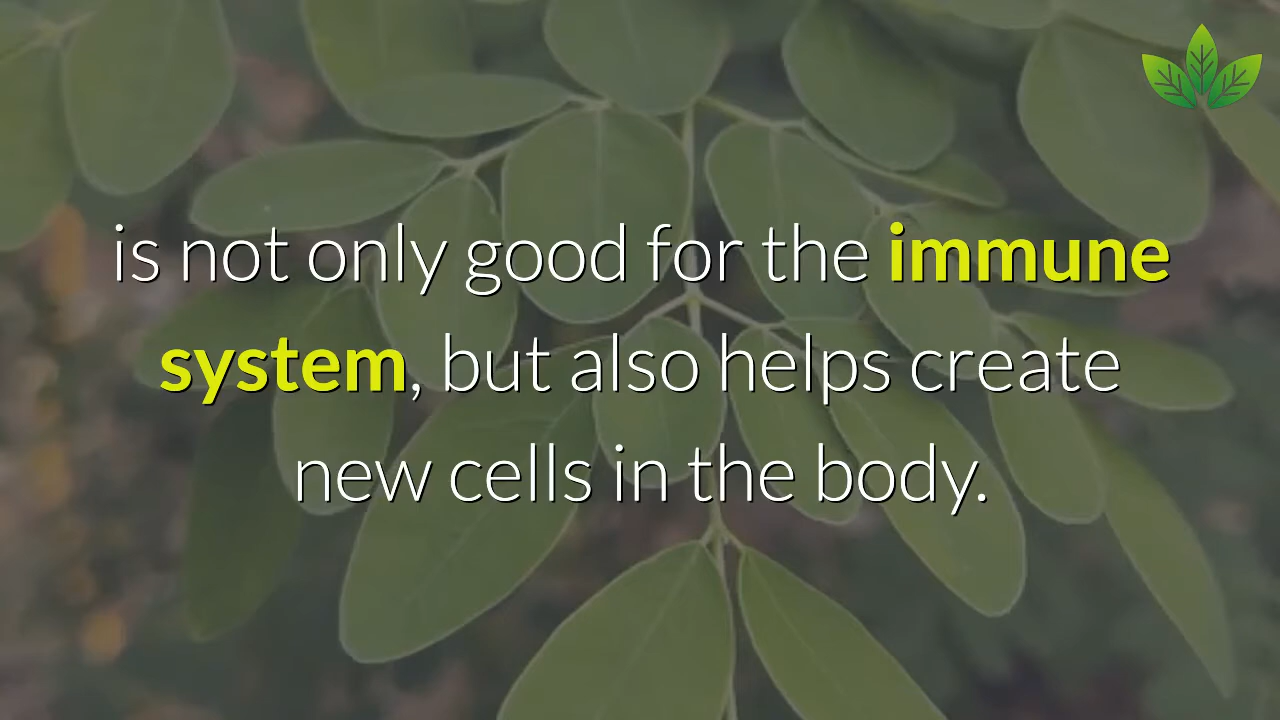 is not only good for the immune
system, but also helps create
new cells in the body.